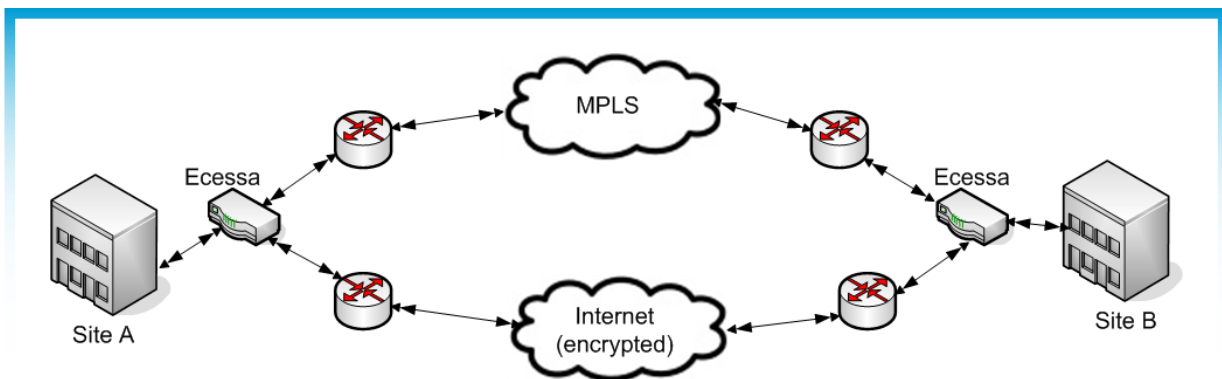 MPLS
Ecessa
Ecessa
Site A
Internet
(encrypted)
Site B